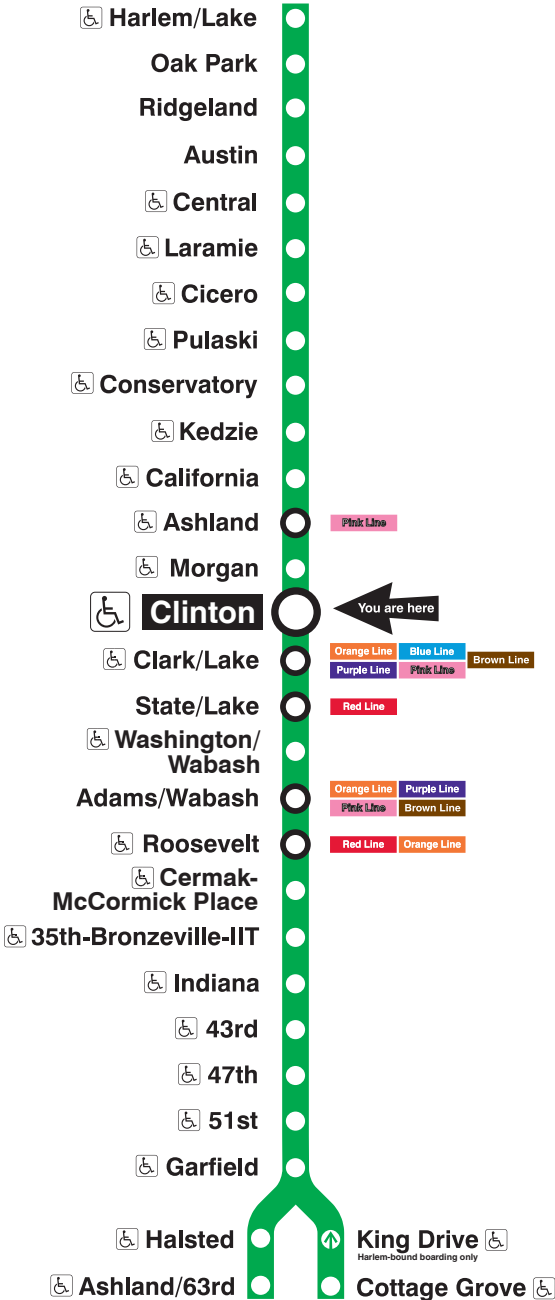 Harlem/Lake
Oak Park
Ridgeland
Austin
Central
Laramie
Cicero
Pulaski
Conservatory
Kedzie
California
Ashland
Pink Line
Morgan
Clinton
You are here
Clark/Lake
Orange Line
Blue Line
Brown Line
Purple Line
Pink Line
State/Lake
Red Line
Washington/
Wabash
Adams/Wabash
Orange Line
Purple Line
Pink Line
Brown Line
Roosevelt
Red Line
Orange Line
Cermak-
McCormick Place
35th-Bronzeville-IIT
Indiana
43rd
47th
51st
Garfield
Halsted
King Drive
Harlem-bound boarding only
Ashland/63rd
Cottage Grove